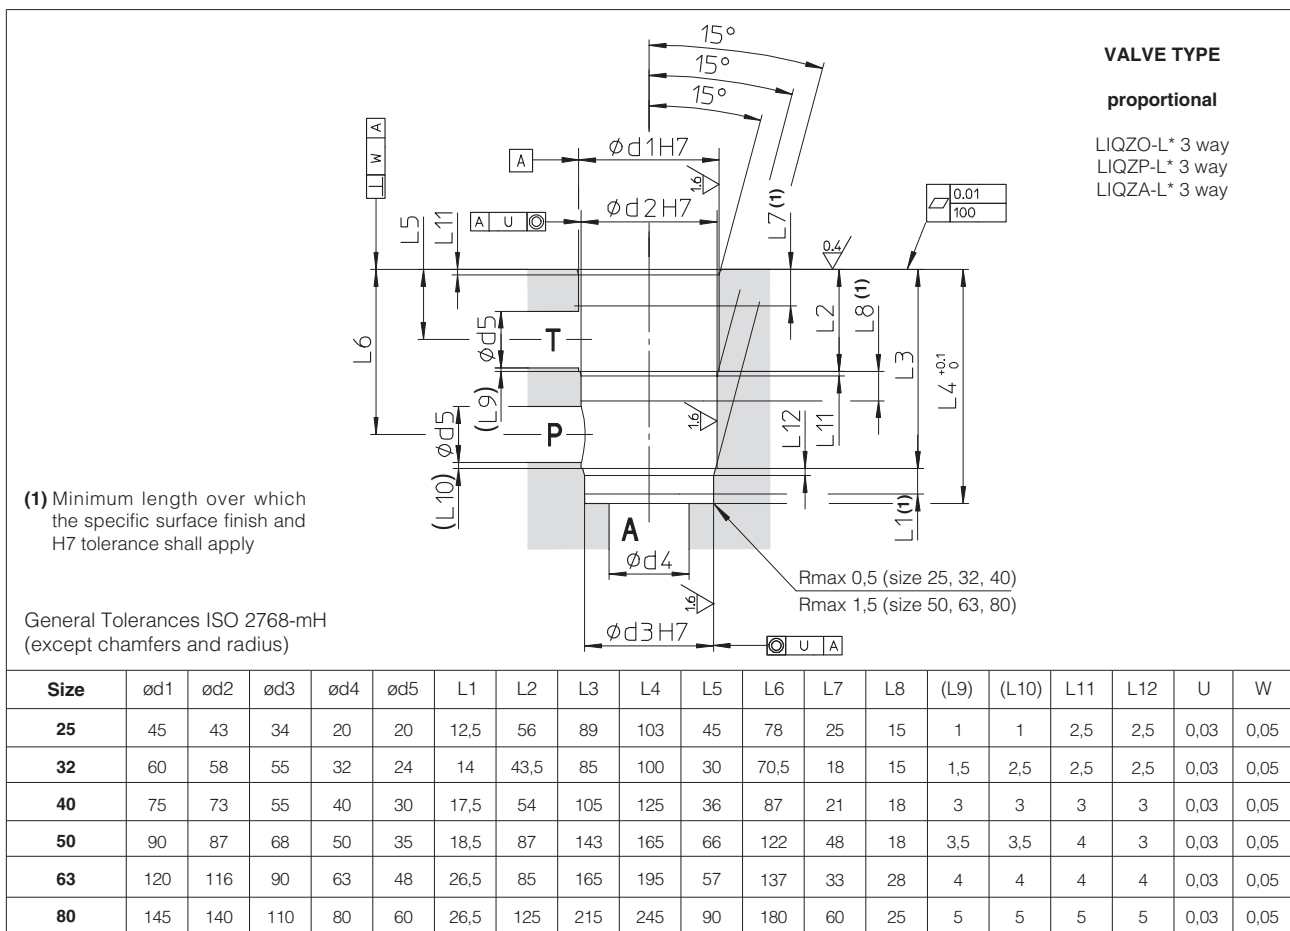 15°
15°
15°
VALVE TYPE
proportional
LIQZO-L* 3 way
LIQZP-L* 3 way
LIQZA-L* 3 way
A
W
A
ød1H7
1.6
ød2H7
A U
L7(1)
0.01
100
0.4
L5
L11
L6
ød5
T
(L9)
ød5
P
(L10)
L2
L8(1)
L3
L4 +0.1 0
1.6
L12
L11
L1(1)
A
ød4
(1) Minimum length over which
the specific surface finish and
H7 tolerance shall apply
Rmax 0,5 (size 25, 32, 40)
Rmax 1,5 (size 50, 63, 80)
1.6
General Tolerances ISO 2768-mH
(except chamfers and radius)
ød3H7
U A
Size ød1 ød2 ød3 ød4 ød5 L1 L2 L3 L4 L5 L6 L7 L8 (L9) (L10) L11 L12 U W
25 45 43 34 20 20 12,5 56 89 103 45 78 25 15 1 1 2,5 2,5 0,03 0,05
32 60 58 55 32 24 14 43,5 85 100 30 70,5 18 15 1,5 2,5 2,5 2,5 0,03 0,05
40 75 73 55 40 30 17,5 54 105 125 36 87 21 18 3 3 3 3 0,03 0,05
50 90 87 68 50 35 18,5 87 143 165 66 122 48 18 3,5 3,5 4 3 0,03 0,05
63 120 116 90 63 48 26,5 85 165 195 57 137 33 28 4 4 4 4 0,03 0,05
80 145 140 110 80 60 26,5 125 215 245 90 180 60 25 5 5 5 5 0,03 0,05